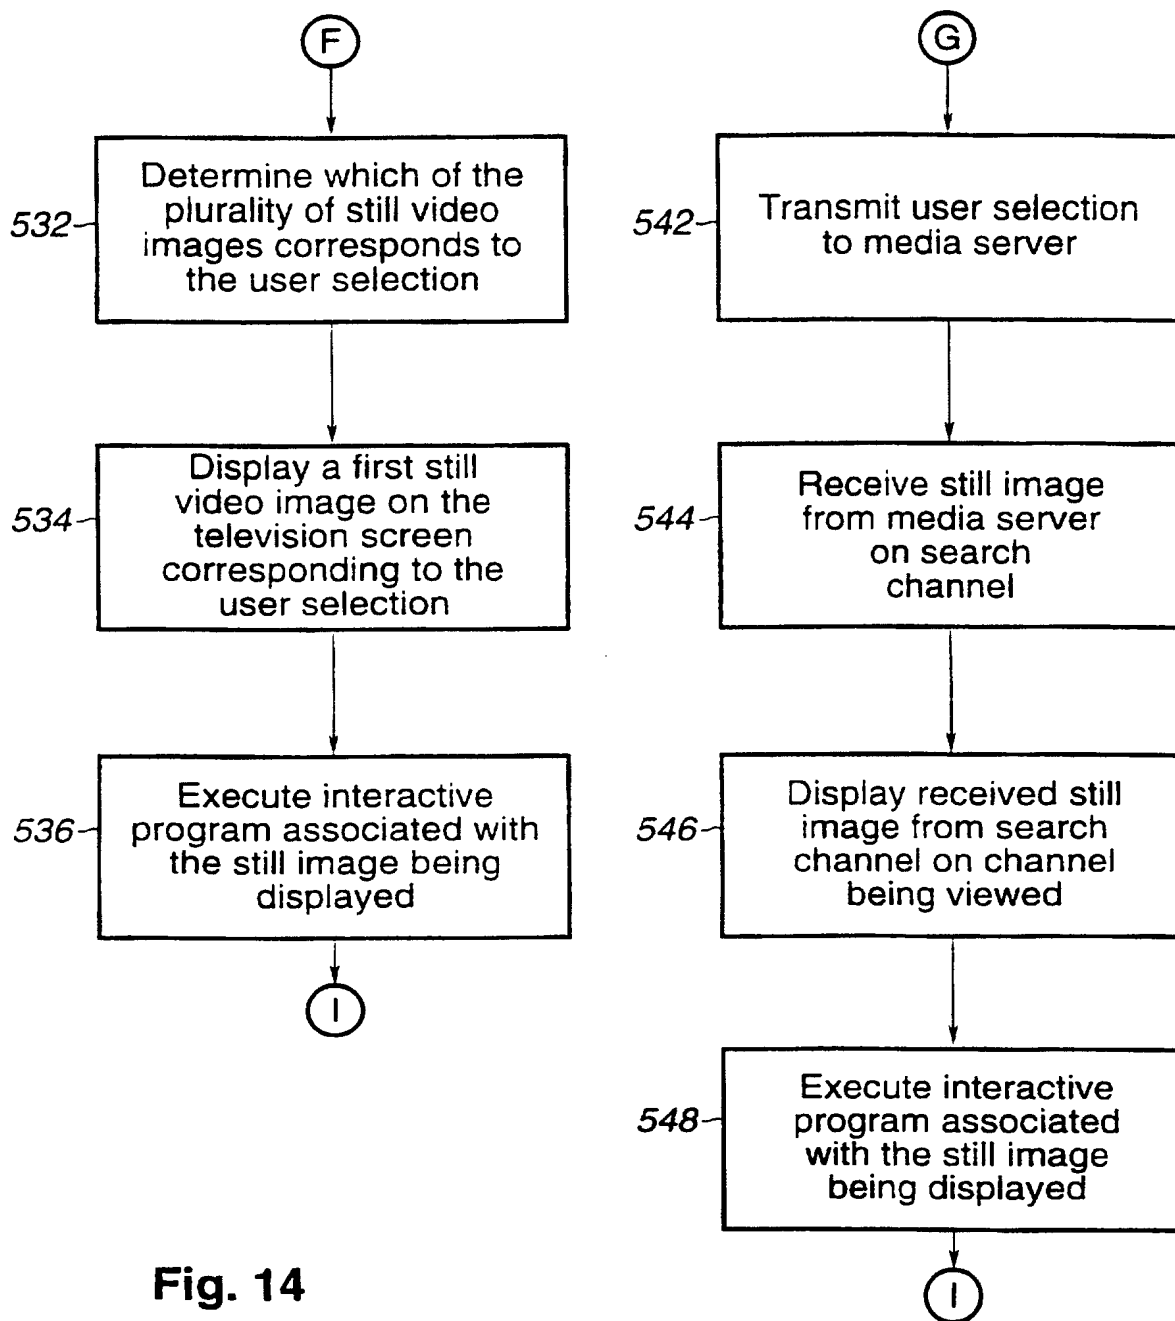 F
532
Determine which of the
plurality of still video
images corresponds to
the user selection
534
Display a first still
video image on the
television screen
corresponding to the
user selection
536
Execute interactive
program associated with
the still image being
displayed
I
G
542
Transmit user selection
to media server
544
Receive still image
from media server
on search
channel
546
Display received still
image from search
channel on channel
being viewed
548
Execute interactive
program associated
with the still image
being displayed
I
Fig. 14